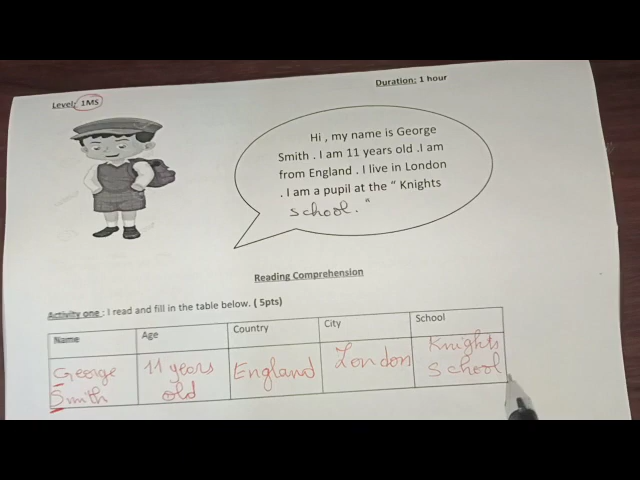 Level: 1MS
Duration: 1 hour
Hi , my name is George
Smith . I am 11 years old .I am
from England . I live in London
. I am a pupil at the “ Knights
school. ”
Reading Comprehension
Activity one : I read and fill in the table below. ( 5pts)
Name Age Country City School
George Smith 11 years old England London Knights School